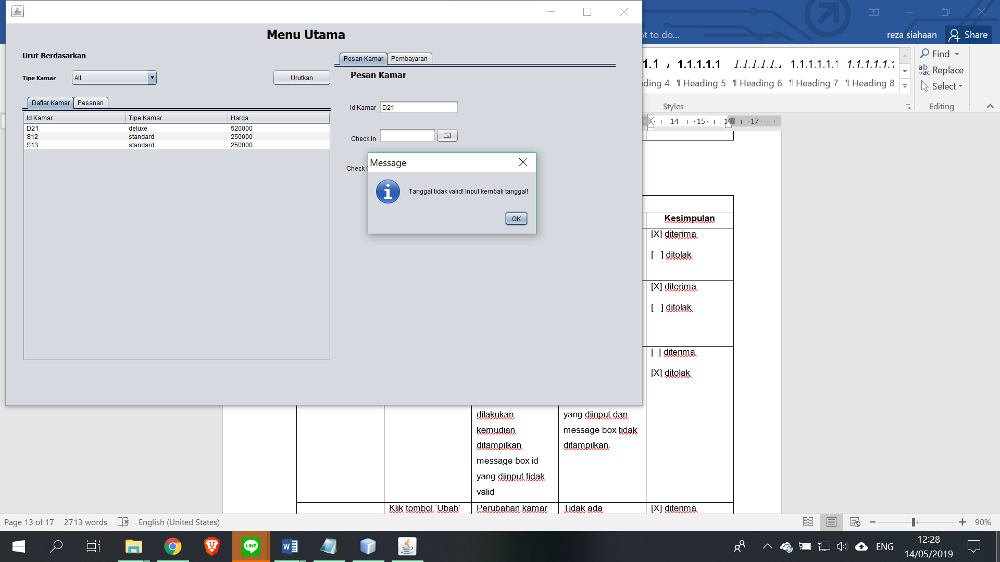 Menu Utama
Urut Berdasarkan
Tipe Kamar
All
Urutkan
Daftar Kamar
Pesanan
Id Kamar Tipe Kamar Harga
D21 deluxe 520000
S12 standard 250000
S13 standard 250000
Pesan Kamar
Pembayaran
Pesan Kamar
Id Kamar D21
Check In
Check
Message
Tanggal tidak valid! Input kembali tanggal!
OK
to do...
reza siahaan
Share
1.1 1.1.1.1.1 1.1.1.1.1.1 1.1.1.1.1.1.1 1.1.1.1.1.1.1
ding 4 ¶ Heading 5 ¶ Heading 6 ¶ Heading 7 ¶ Heading 8
Styles
Find
Replace
Select
Editing
14 15 16 17
Kesimpulan
[X] diterima
[ ] ditolak
[X] diterima
[ ] ditolak
[ ] diterima
[X] ditolak
dilakukan
kemudian
ditampilkan
message box id
yang diinput tidak
valid
yang diinput dan
message box tidak
ditampilkan.
Klik tombol ‘Ubah’
Perubahan kamar
Tidak ada
[X] diterima
Page 13 of 17 2713 words English (United States)
90%
LINE
ENG
12:28
14/05/2019